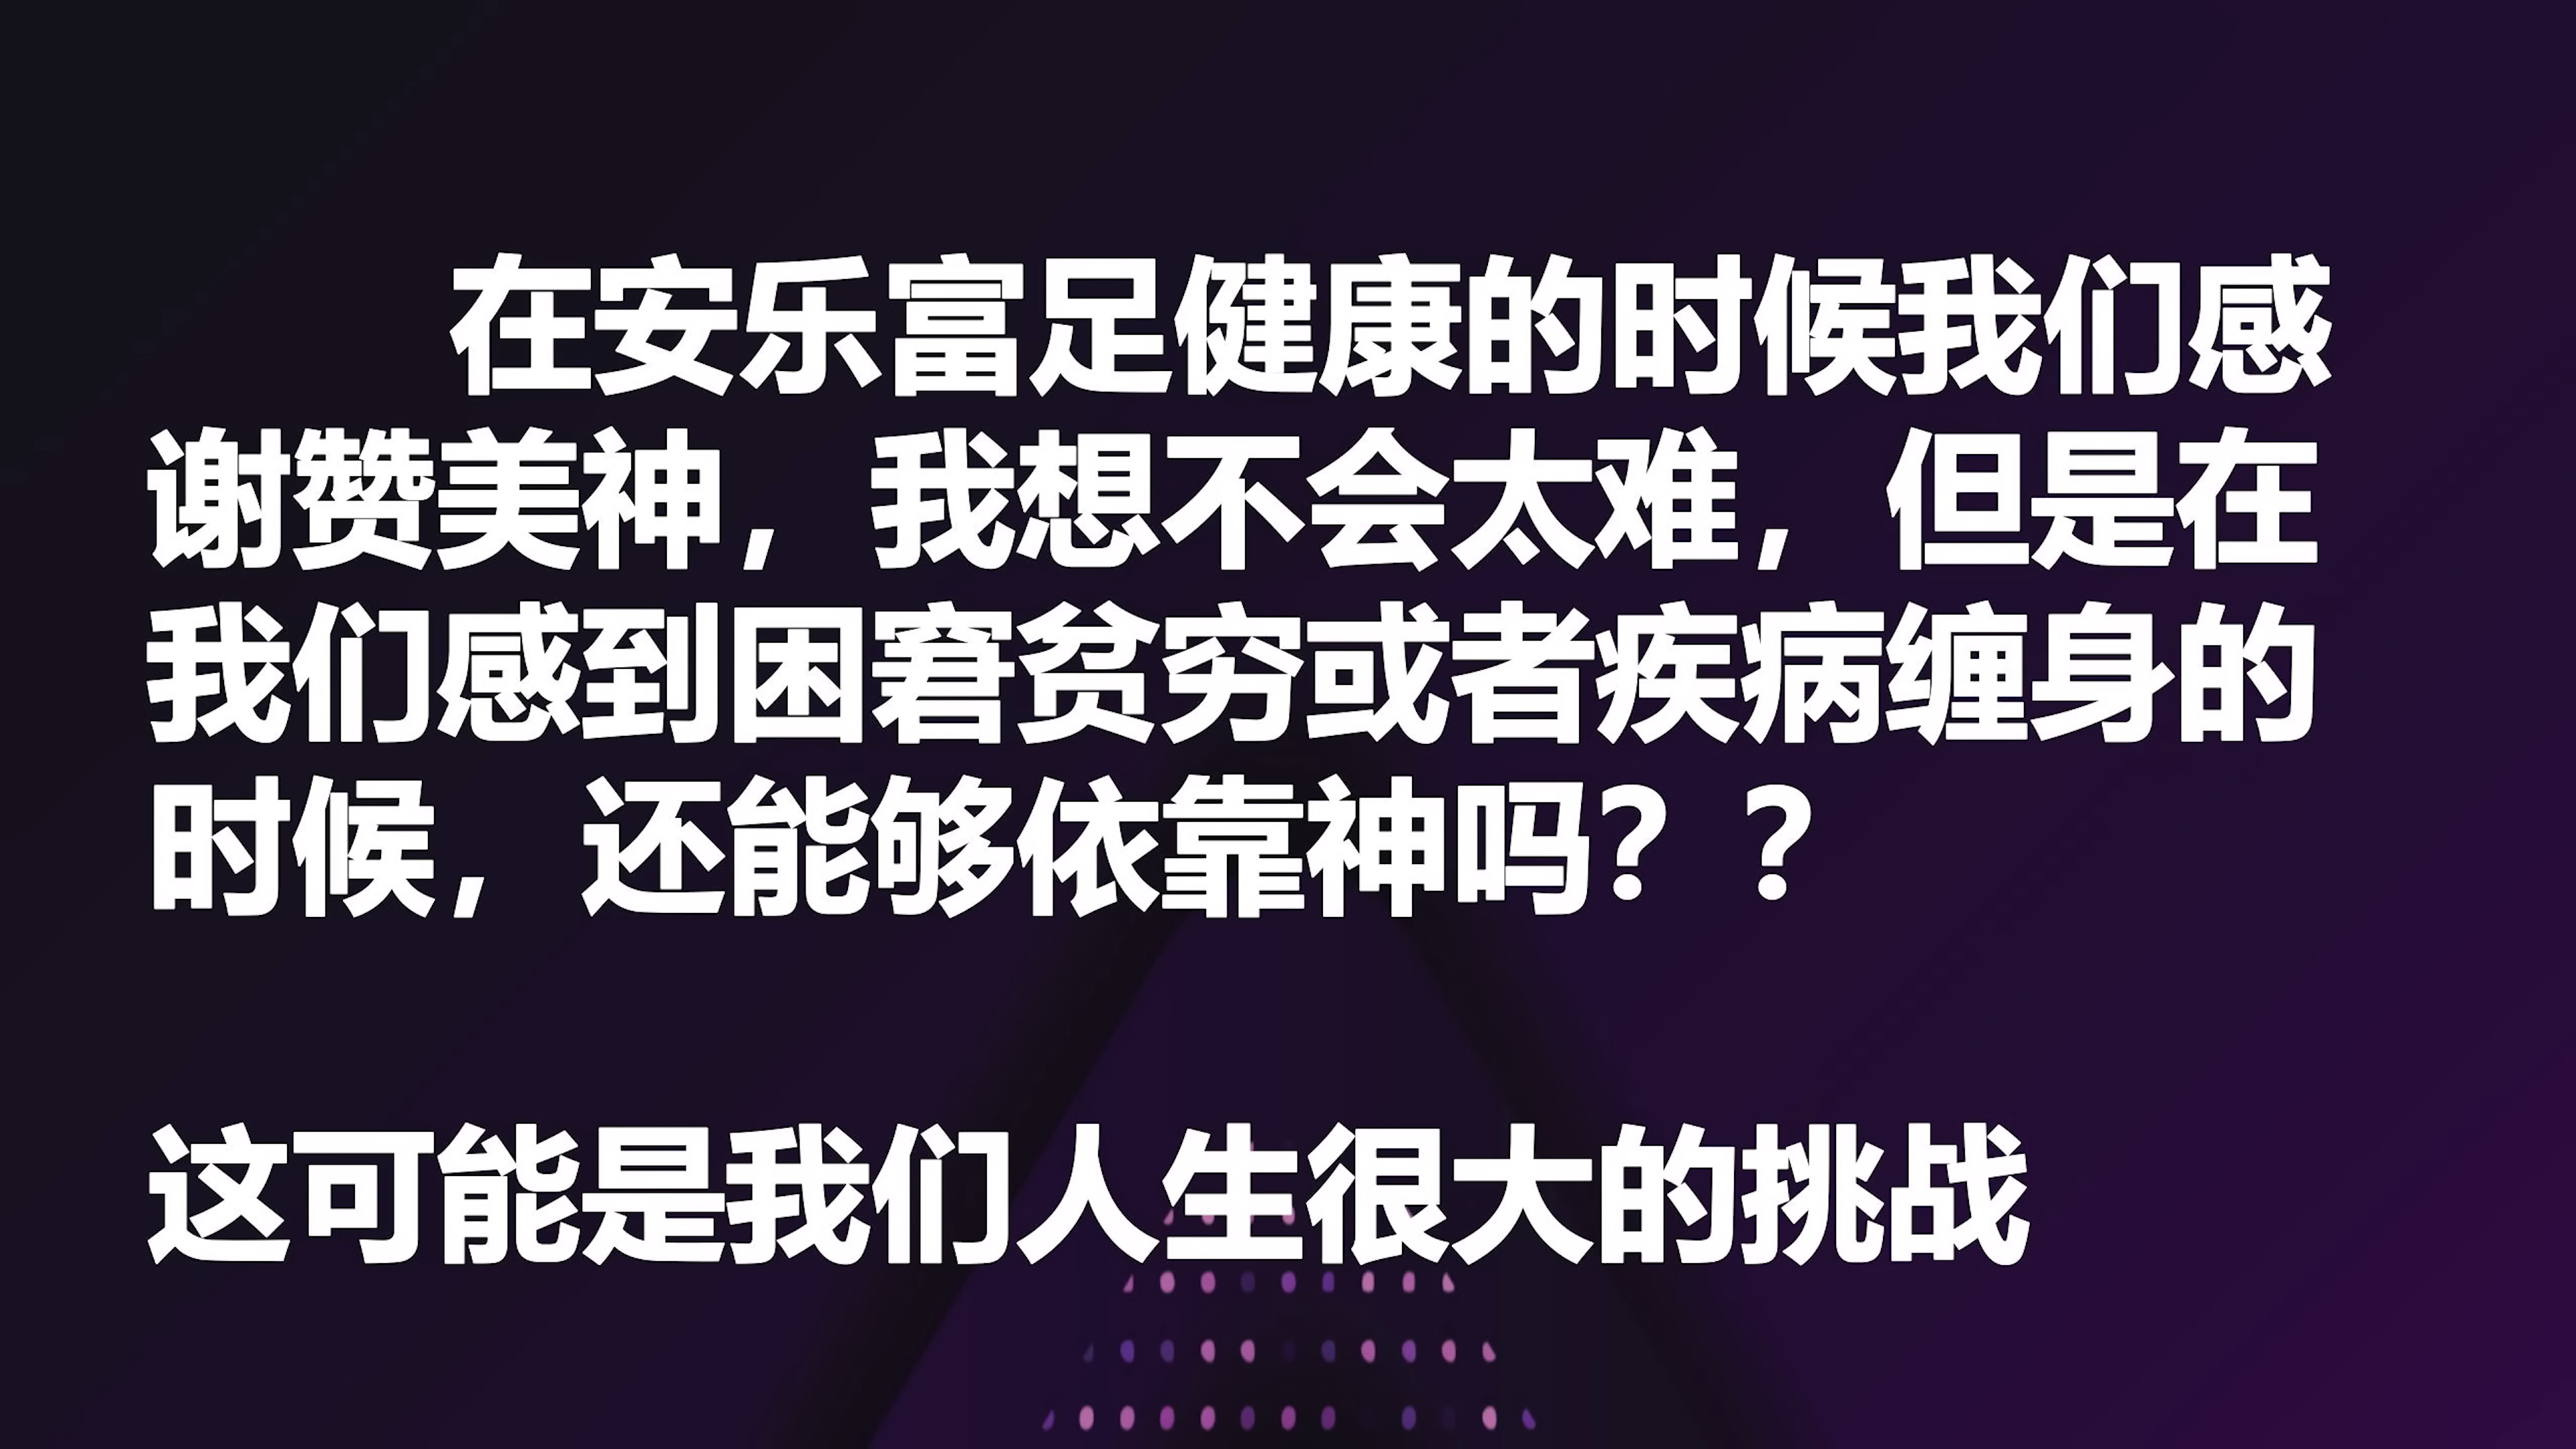 在安乐富足健康的时候我们感
谢赞美神，我想不会太难，但是在
我们感到困窘贫穷或者疾病缠身的
时候，还能够依靠神吗？？
这可能是我们人生很大的挑战